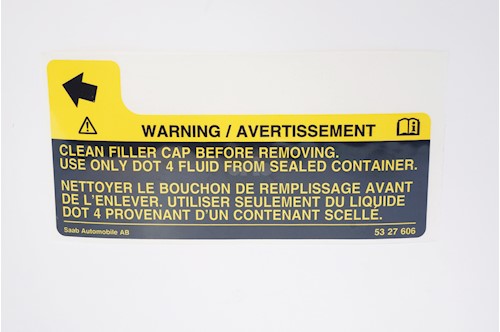 WARNING / AVERTISSEMENT
CLEAN FILLER CAP BEFORE REMOVING.
USE ONLY DOT 4 FLUID FROM SEALED CONTAINER.
NETTOYER LE BOUCHON DE REMPLISSAGE AVANT
DE L'ENLEVER. UTILISER SEULEMENT DU LIQUIDE
DOT 4 PROVENANT D'UN CONTENANT SCELLÉ.
Saab Automobile AB 53 27 606